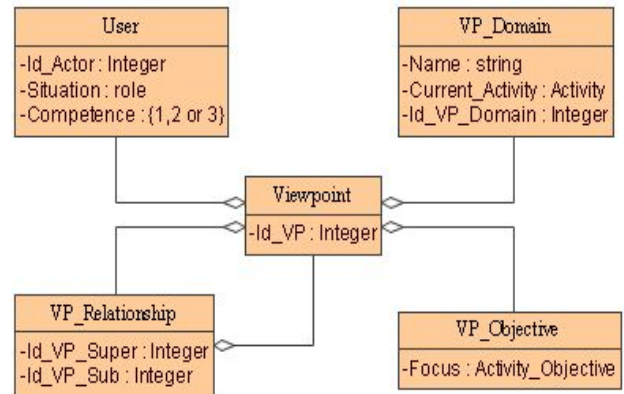 User
-Id_Actor : Integer
-Situation : role
-Competence : {1,2 or 3}
VP_Domain
-Name : string
-Current_Activity : Activity
-Id_VP_Domain : Integer
Viewpoint
-Id_VP : Integer
VP_Relationship
-Id_VP_Super : Integer
-Id_VP_Sub : Integer
VP_Objective
-Focus : Activity_Objective